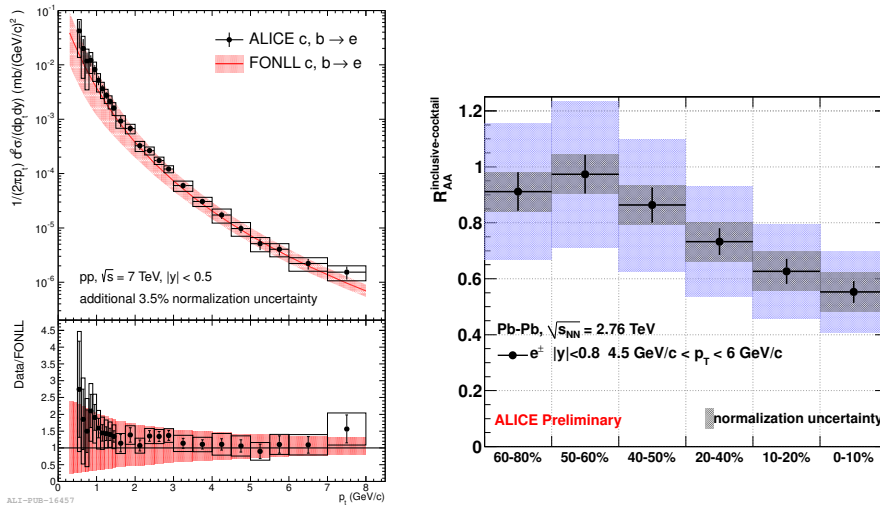 1/(2πp_t) d²σ/(dp_tdy) (mb/(GeV/c)²)
10⁻¹
10⁻²
10⁻³
10⁻⁴
10⁻⁵
10⁻⁶
ALICE c, b → e
FONLL c, b → e
pp, √s = 7 TeV, |y| < 0.5
additional 3.5% normalization uncertainty
Data/FONLL
4.5
4
3.5
3
2.5
2
1.5
1
0.5
0
0 1 2 3 4 5 6 7 8
p_t (GeV/c)
ALI-PUB-16457
R_AA^inclusive-cocktail
1.2
1
0.8
0.6
0.4
0.2
0
Pb-Pb, √s_NN = 2.76 TeV
e± |y|<0.8 4.5 GeV/c < p_T < 6 GeV/c
ALICE Preliminary
normalization uncertainty
60-80% 50-60% 40-50% 20-40% 10-20% 0-10%